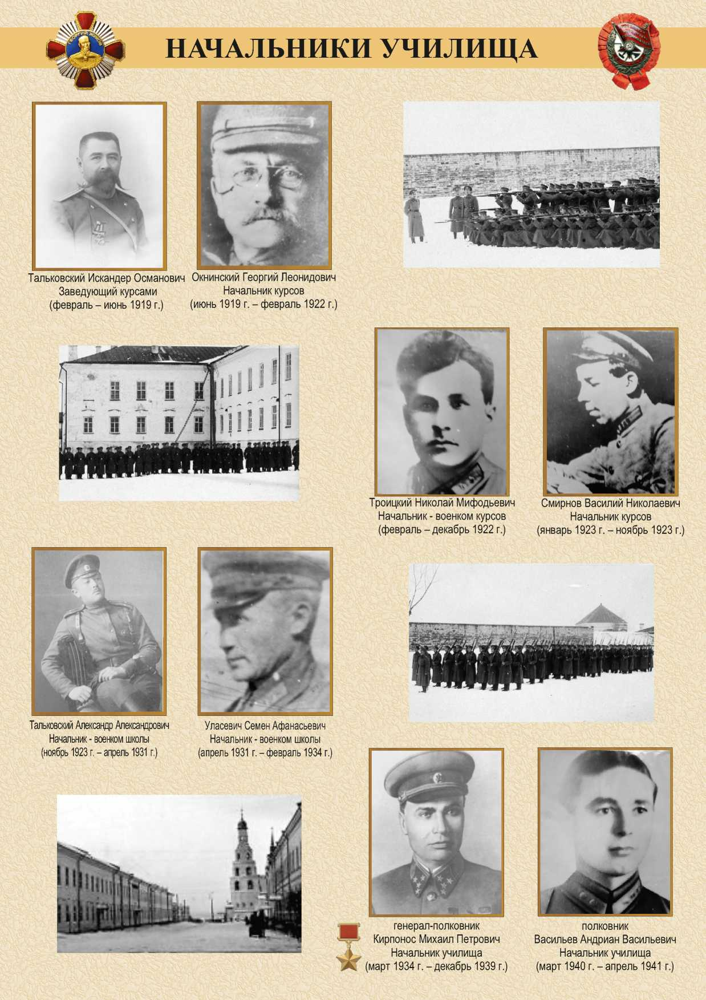 НАЧАЛЬНИКИ УЧИЛИЩА
Тальковский Искандер Османович
Заведующий курсами
(февраль – июнь 1919 г.)
Окнинский Георгий Леонидович
Начальник курсов
(июнь 1919 г. – февраль 1922 г.)
Троицкий Николай Мифодьевич
Начальник - военком курсов
(февраль – декабрь 1922 г.)
Смирнов Василий Николаевич
Начальник курсов
(январь 1923 г. – ноябрь 1923 г.)
Тальковский Александр Александрович
Начальник - военком школы
(ноябрь 1923 г. – апрель 1931 г.)
Уласевич Семен Афанасьевич
Начальник - военком школы
(апрель 1931 г. – февраль 1934 г.)
генерал-полковник
Кирпонос Михаил Петрович
Начальник училища
(март 1934 г. – декабрь 1939 г.)
полковник
Васильев Андриан Васильевич
Начальник училища
(март 1940 г. – апрель 1941 г.)